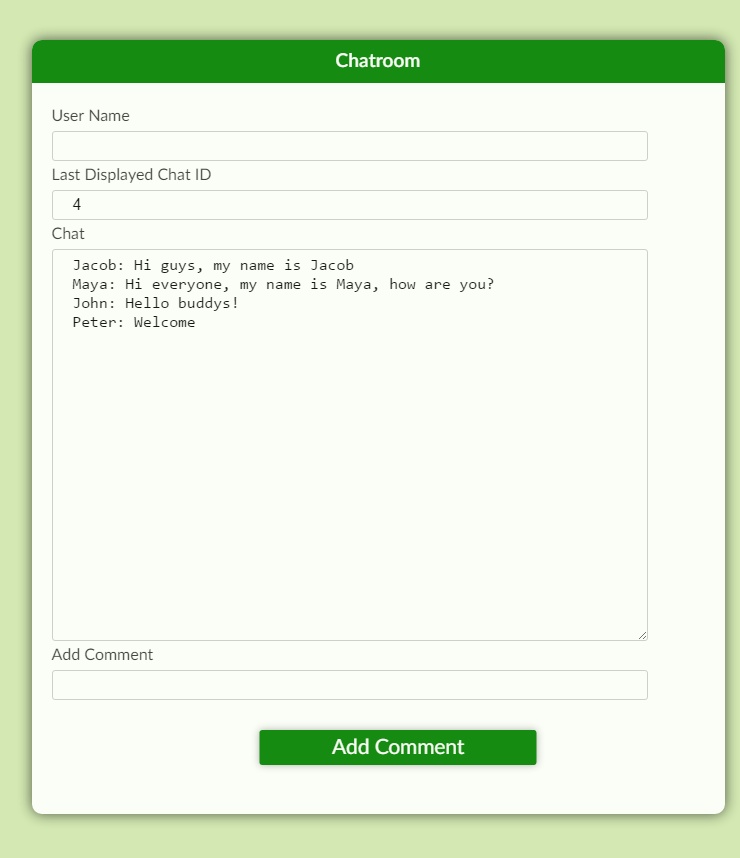 Chatroom
User Name
Last Displayed Chat ID
4
Chat
Jacob: Hi guys, my name is Jacob
Maya: Hi everyone, my name is Maya, how are you?
John: Hello buddys!
Peter: Welcome
Add Comment
Add Comment